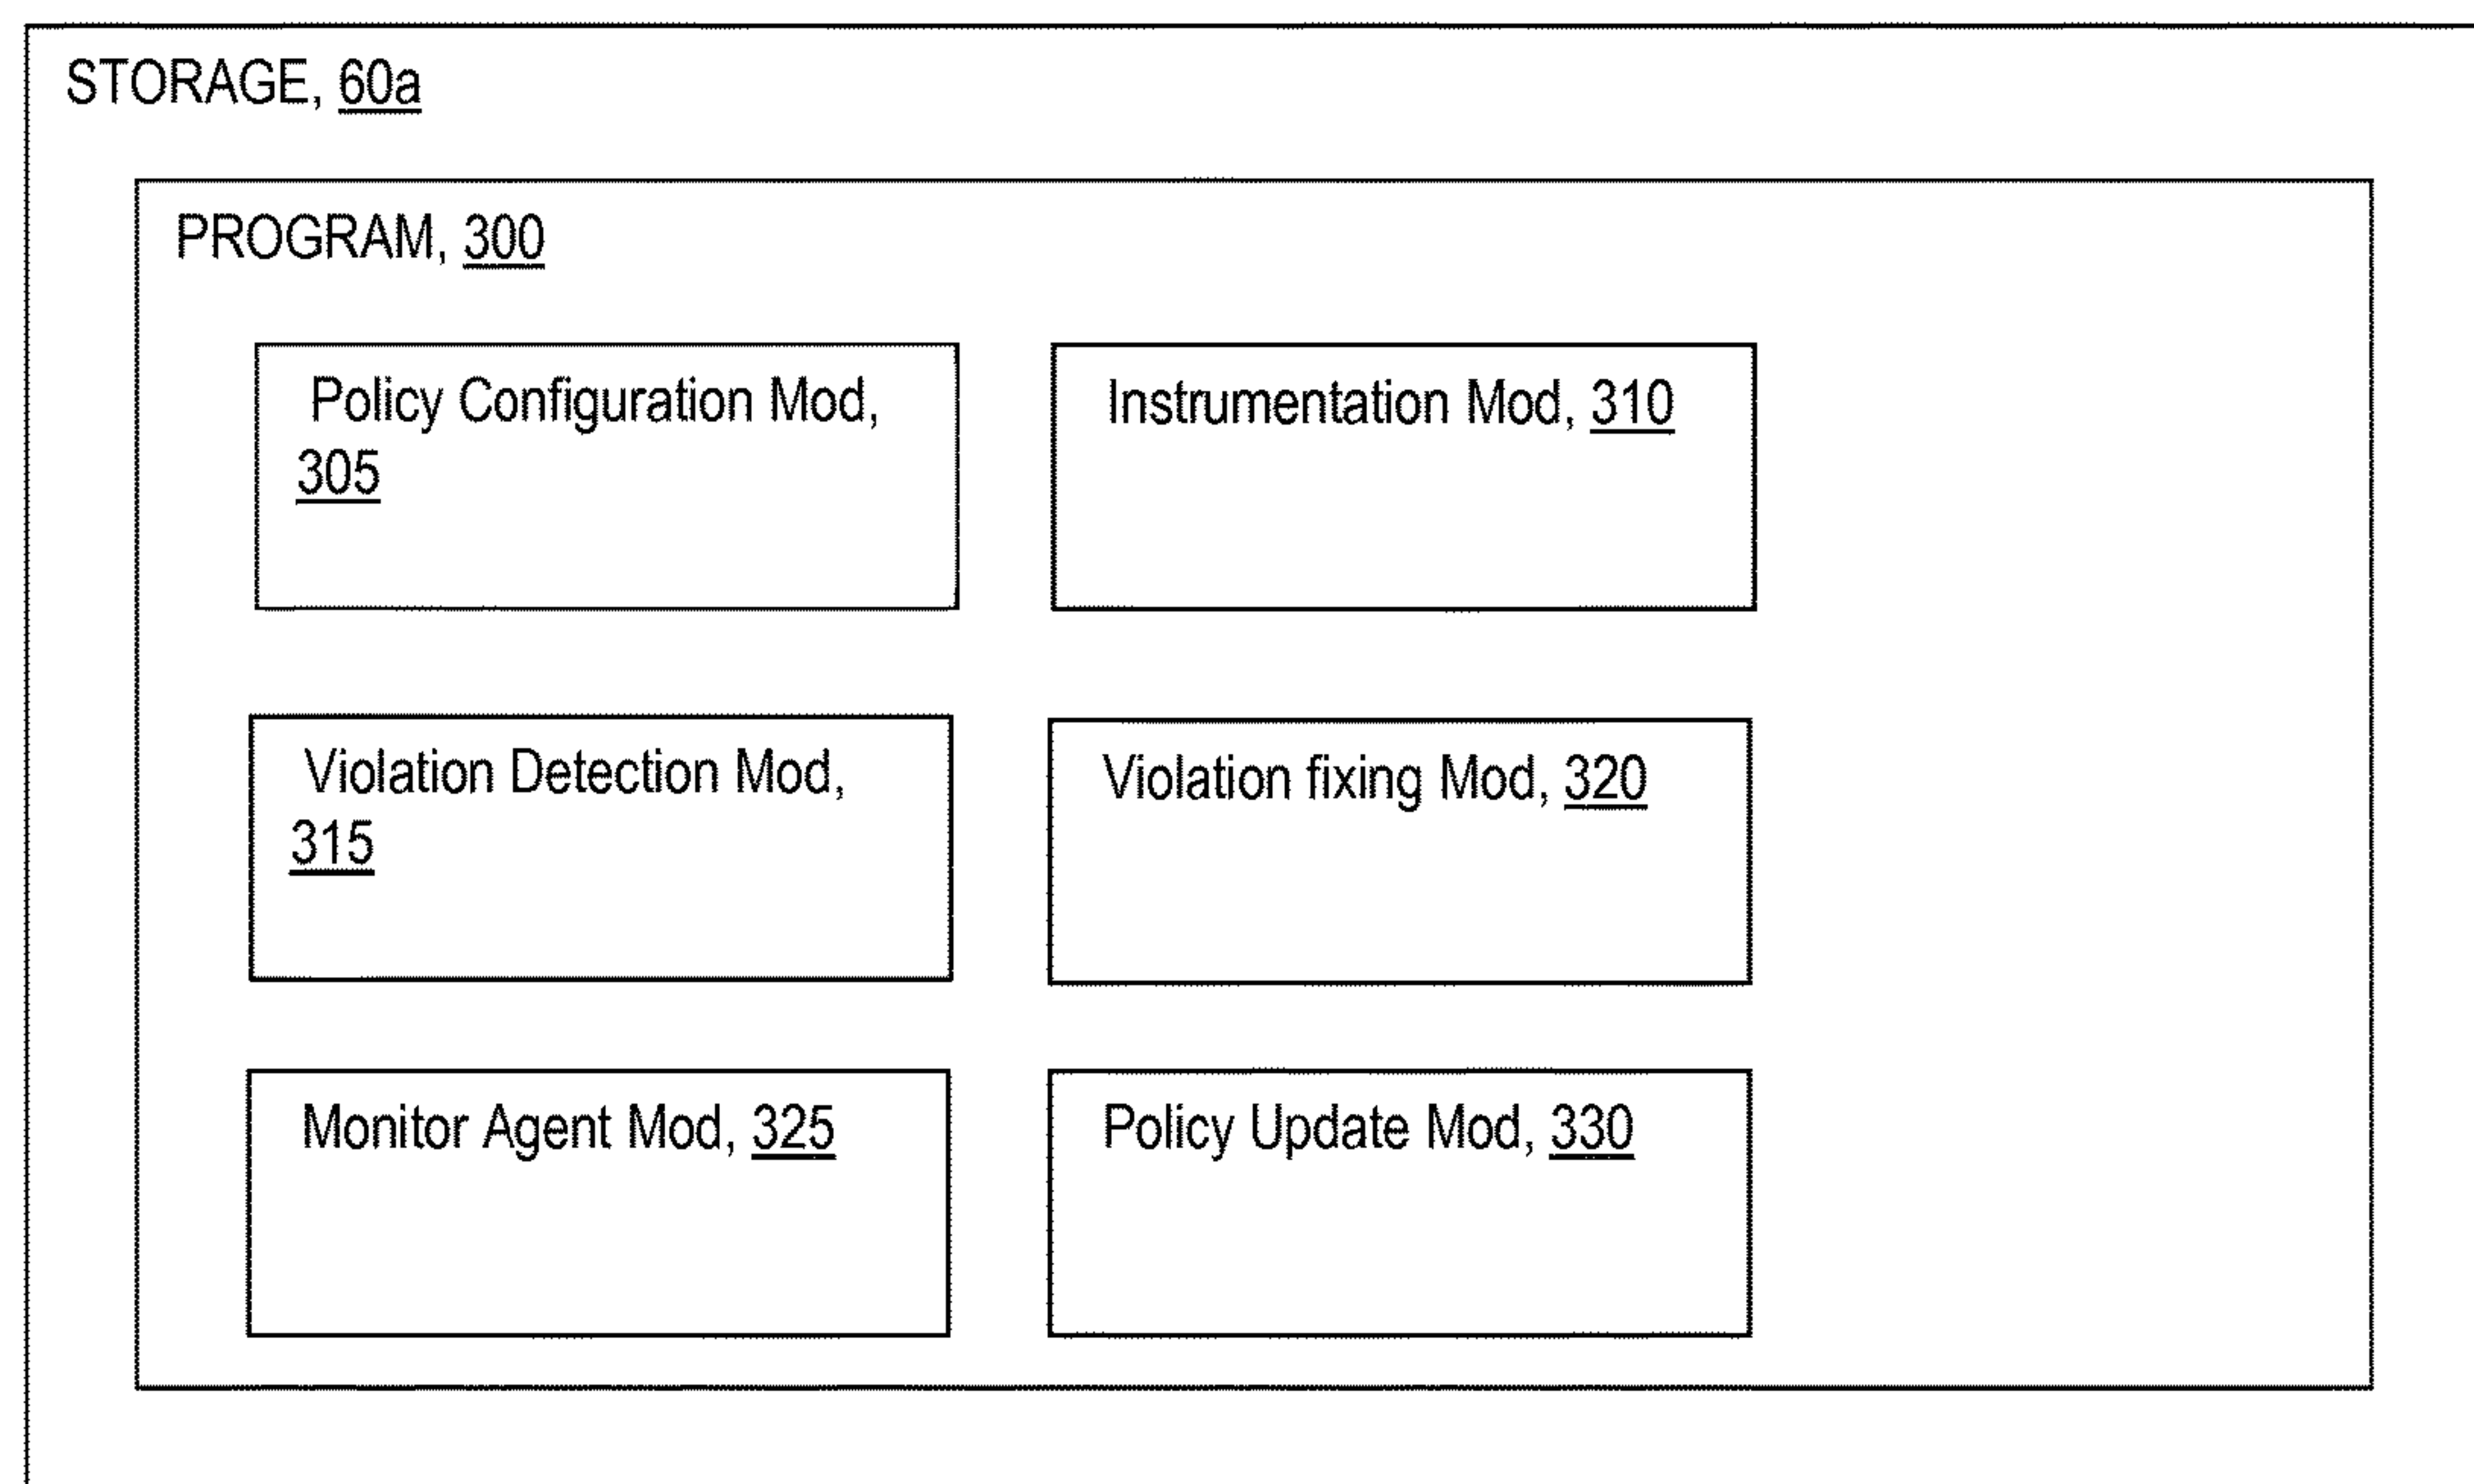 STORAGE, 60a
PROGRAM, 300
Policy Configuration Mod,
305
Instrumentation Mod, 310
Violation Detection Mod,
315
Violation fixing Mod, 320
Monitor Agent Mod, 325
Policy Update Mod, 330